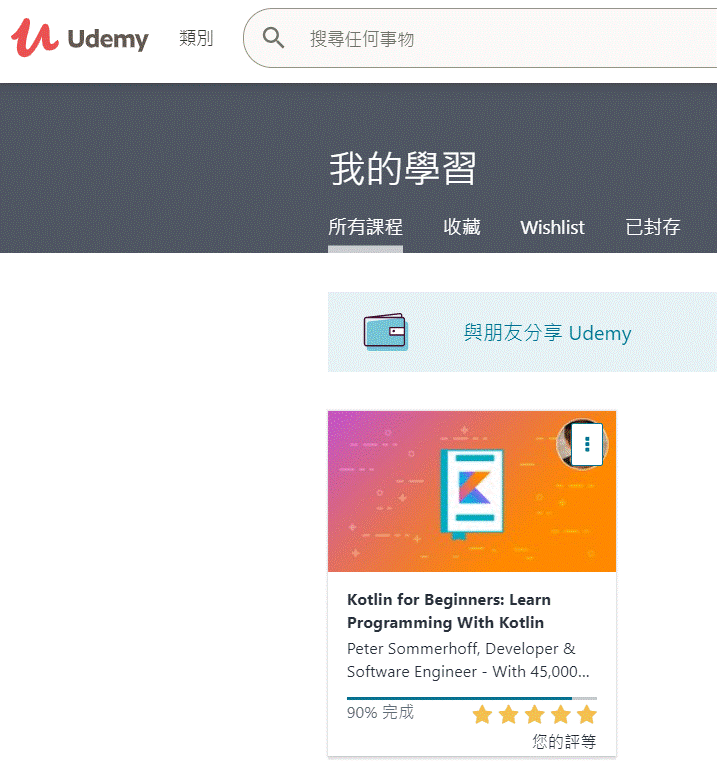 Udemy 類別 搜尋任何事物
我的學習
所有課程 收藏 Wishlist 已封存
與朋友分享 Udemy
Kotlin for Beginners: Learn
Programming With Kotlin
Peter Sommerhoff, Developer &
Software Engineer - With 45,000...
90% 完成
您的評等